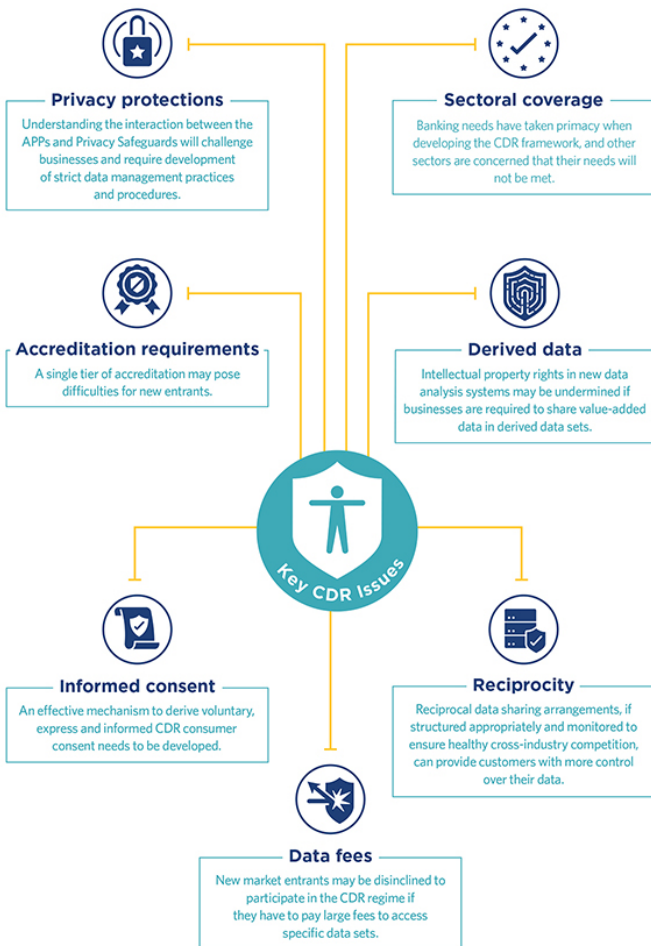 Privacy protections
Understanding the interaction between the
APPs and Privacy Safeguards will challenge
businesses and require development
of strict data management practices
and procedures.
Sectoral coverage
Banking needs have taken primacy when
developing the CDR framework, and other
sectors are concerned that their needs will
not be met.
Accreditation requirements
A single tier of accreditation may pose
difficulties for new entrants.
Derived data
Intellectual property rights in new data
analysis systems may be undermined if
businesses are required to share value-added
data in derived data sets.
Key CDR Issues
Informed consent
An effective mechanism to derive voluntary,
express and informed CDR consumer
consent needs to be developed.
Reciprocity
Reciprocal data sharing arrangements, if
structured appropriately and monitored to
ensure healthy cross-industry competition,
can provide customers with more control
over their data.
Data fees
New market entrants may be disinclined to
participate in the CDR regime if
they have to pay large fees to access
specific data sets.